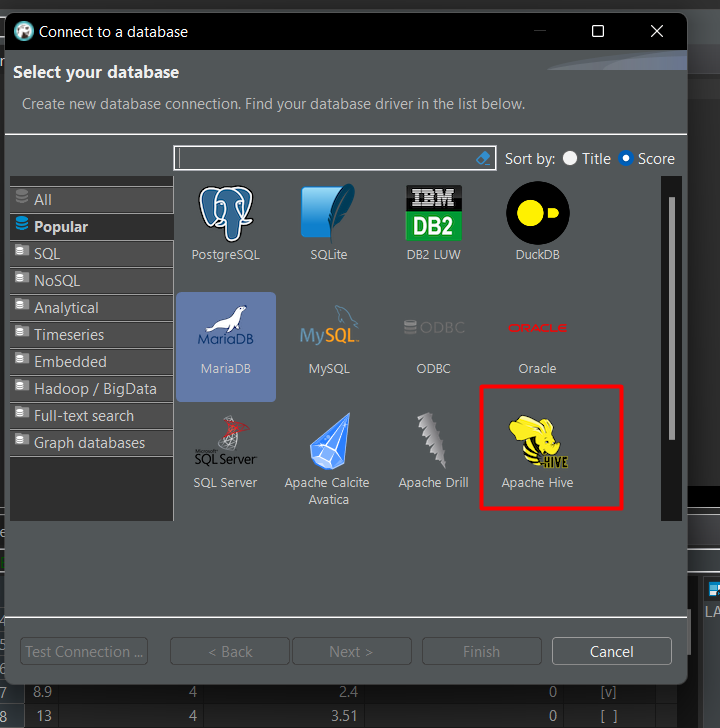 Connect to a database
Select your database
Create new database connection. Find your database driver in the list below.
Sort by: Title Score
All
Popular
SQL
NoSQL
Analytical
Timeseries
Embedded
Hadoop / BigData
Full-text search
Graph databases
PostgreSQL
SQLite
IBM
DB2
DB2 LUW
DuckDB
MariaDB
MariaDB
MySQL
MySQL
ODBC
ODBC
ORACLE
Oracle
Microsoft
SQL Server
SQL Server
Apache Calcite
Avatica
Apache Drill
HIVE
Apache Hive
Test Connection ...
< Back
Next >
Finish
Cancel
LA
7 8.9 4 2.4 0 [v]
8 13 4 3.51 0 [ ]